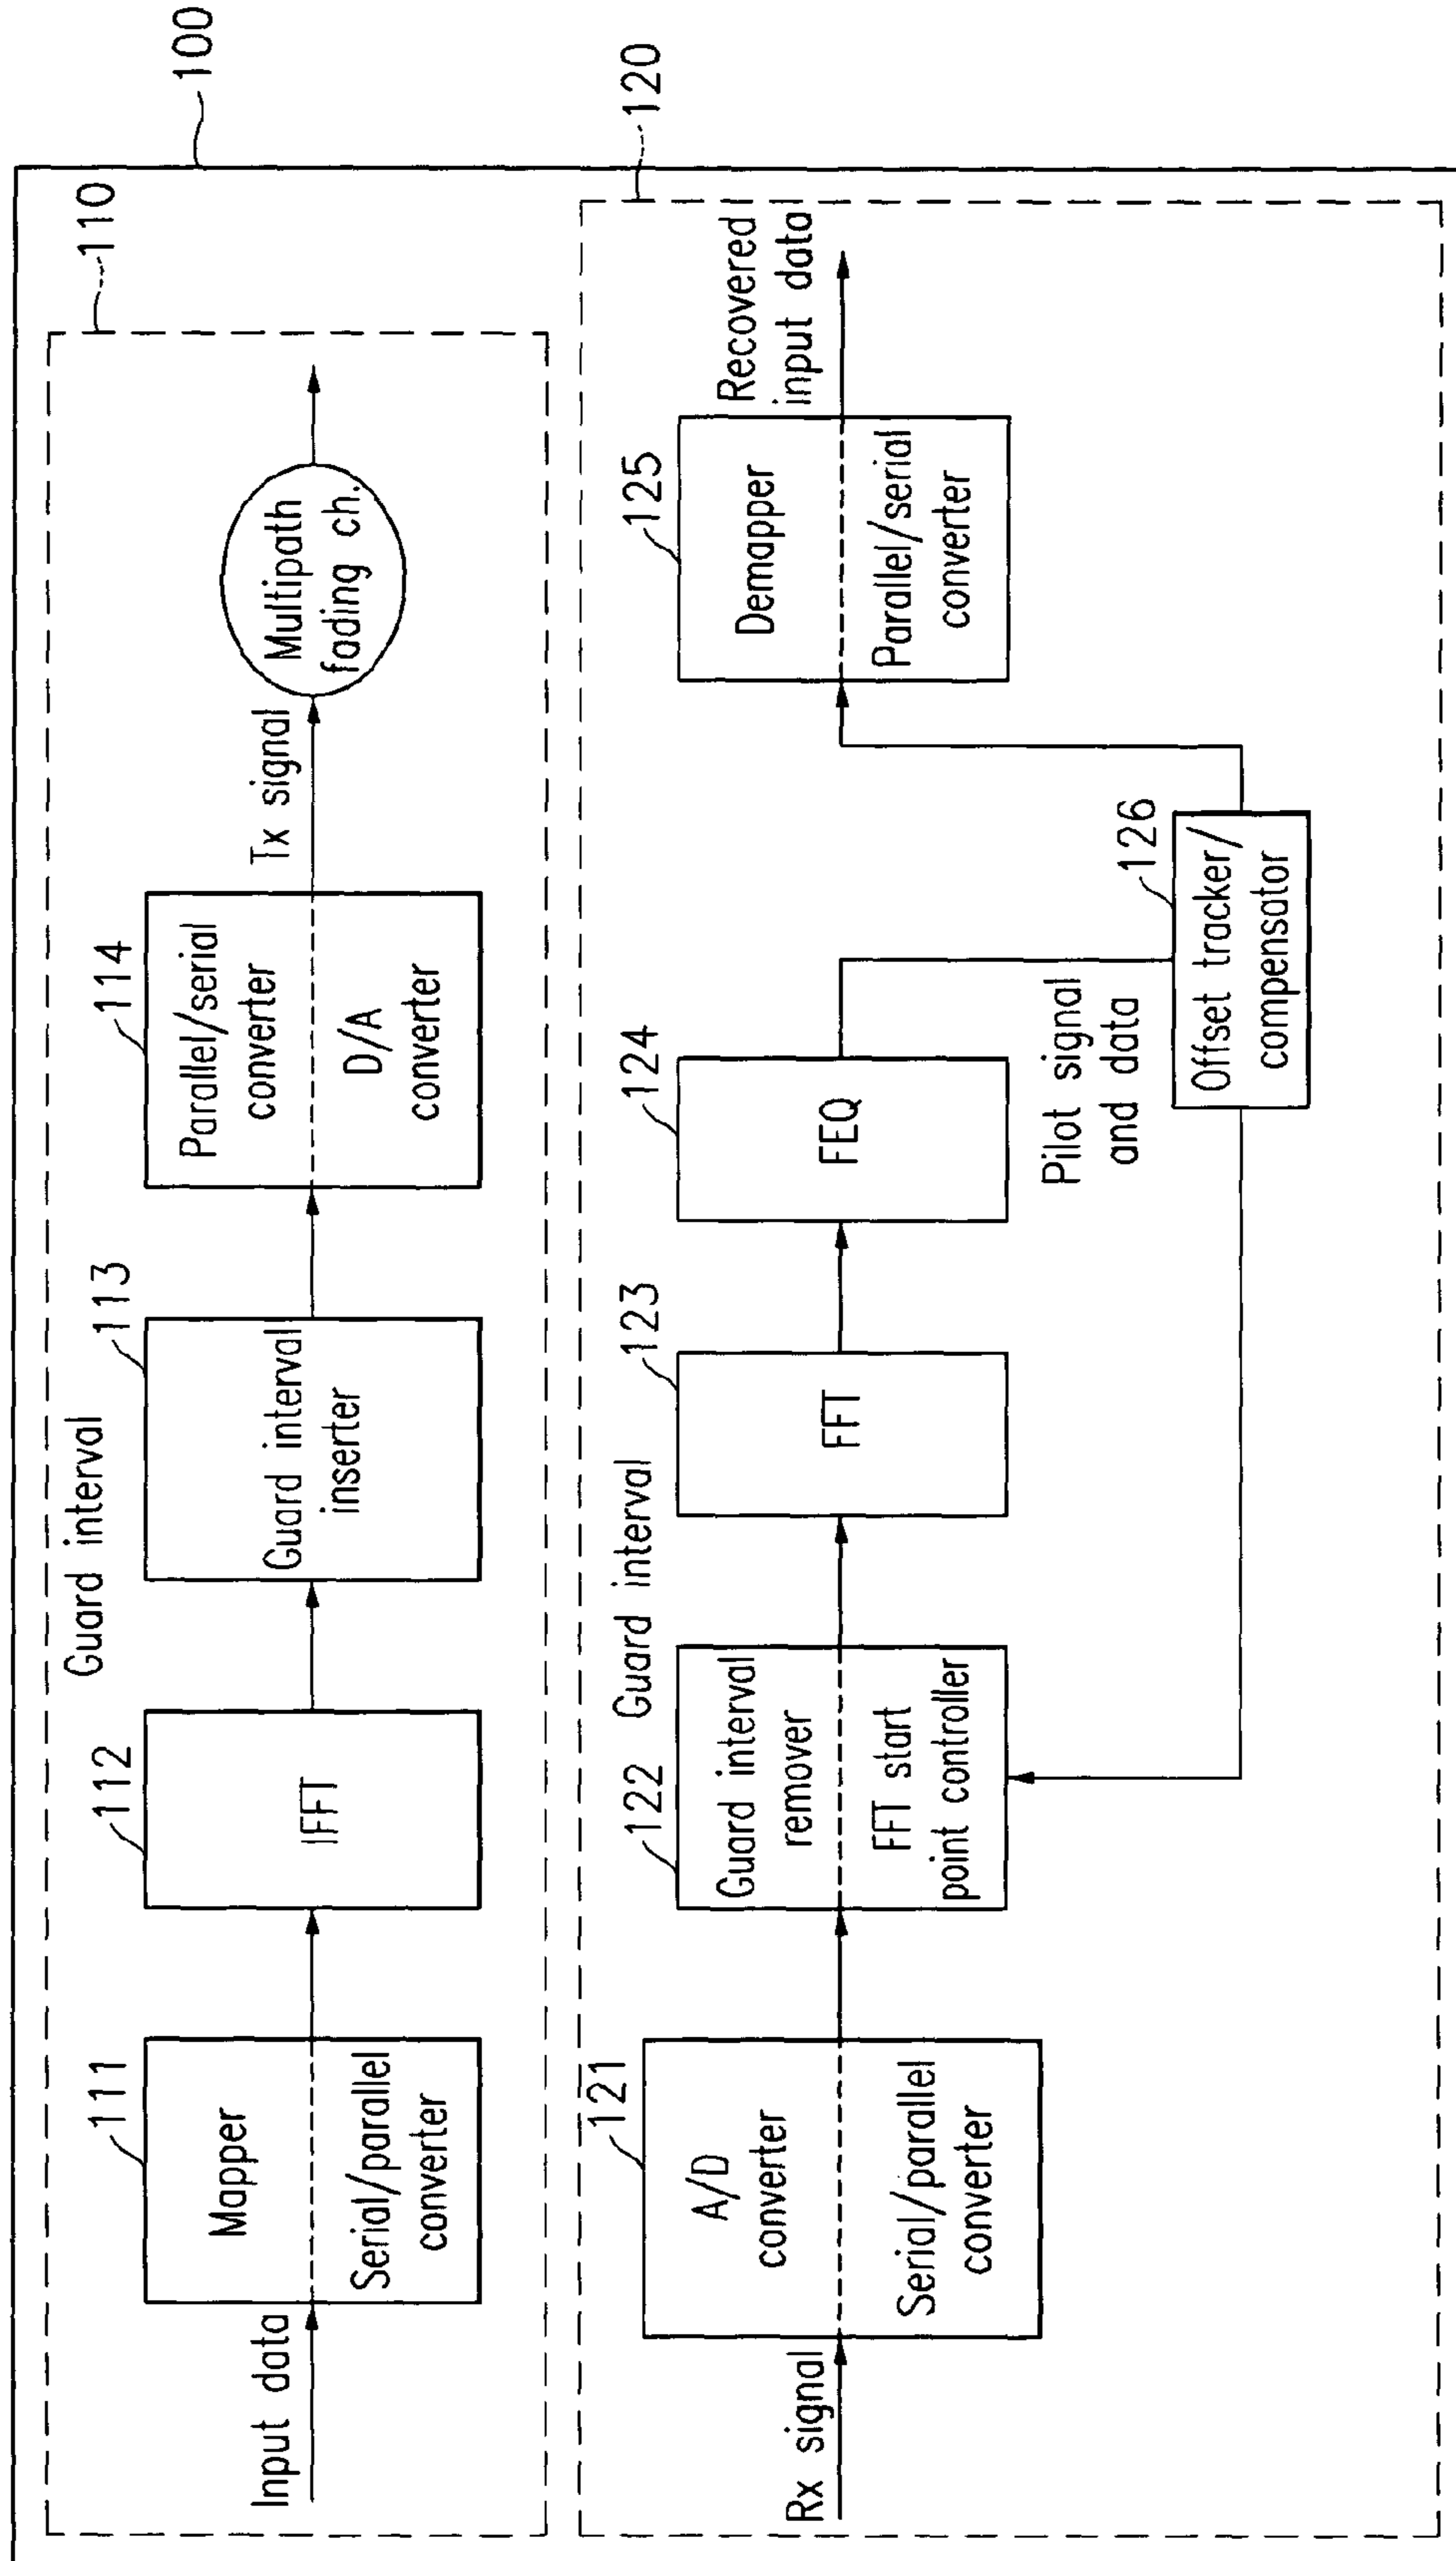 100
110
Guard interval
111
Mapper
Serial/parallel
converter
Input data
112
IFFT
113
Guard interval
inserter
114
Parallel/serial
converter
D/A
converter
Tx signal
Multipath
fading ch.
120
Guard interval
Rx signal
121
A/D
converter
Serial/parallel
converter
122
Guard interval
remover
FFT start
point controller
123
FFT
124
FEQ
Pilot signal
and data
126
Offset tracker/
compensator
125
Demapper
Parallel/serial
converter
Recovered
input data